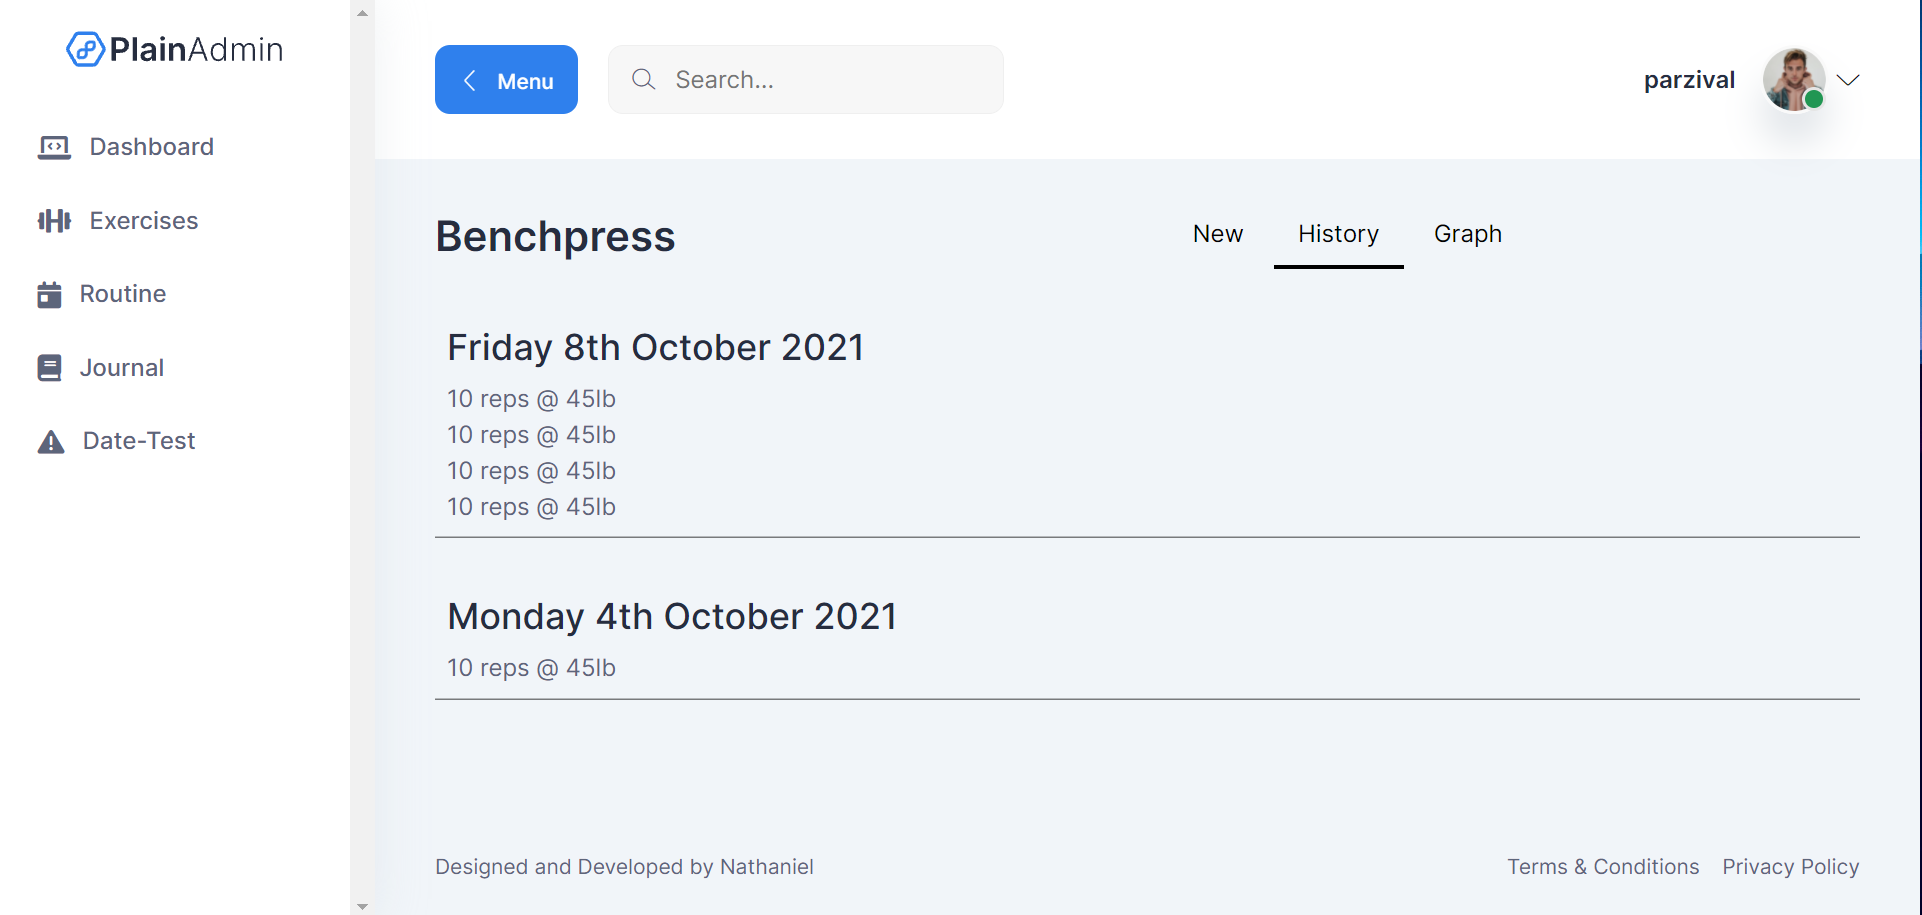 PlainAdmin
Dashboard
Exercises
Routine
Journal
Date-Test
Menu
Search...
parzival
Benchpress
New History Graph
Friday 8th October 2021
10 reps @ 45lb
10 reps @ 45lb
10 reps @ 45lb
10 reps @ 45lb
Monday 4th October 2021
10 reps @ 45lb
Designed and Developed by Nathaniel
Terms & Conditions Privacy Policy